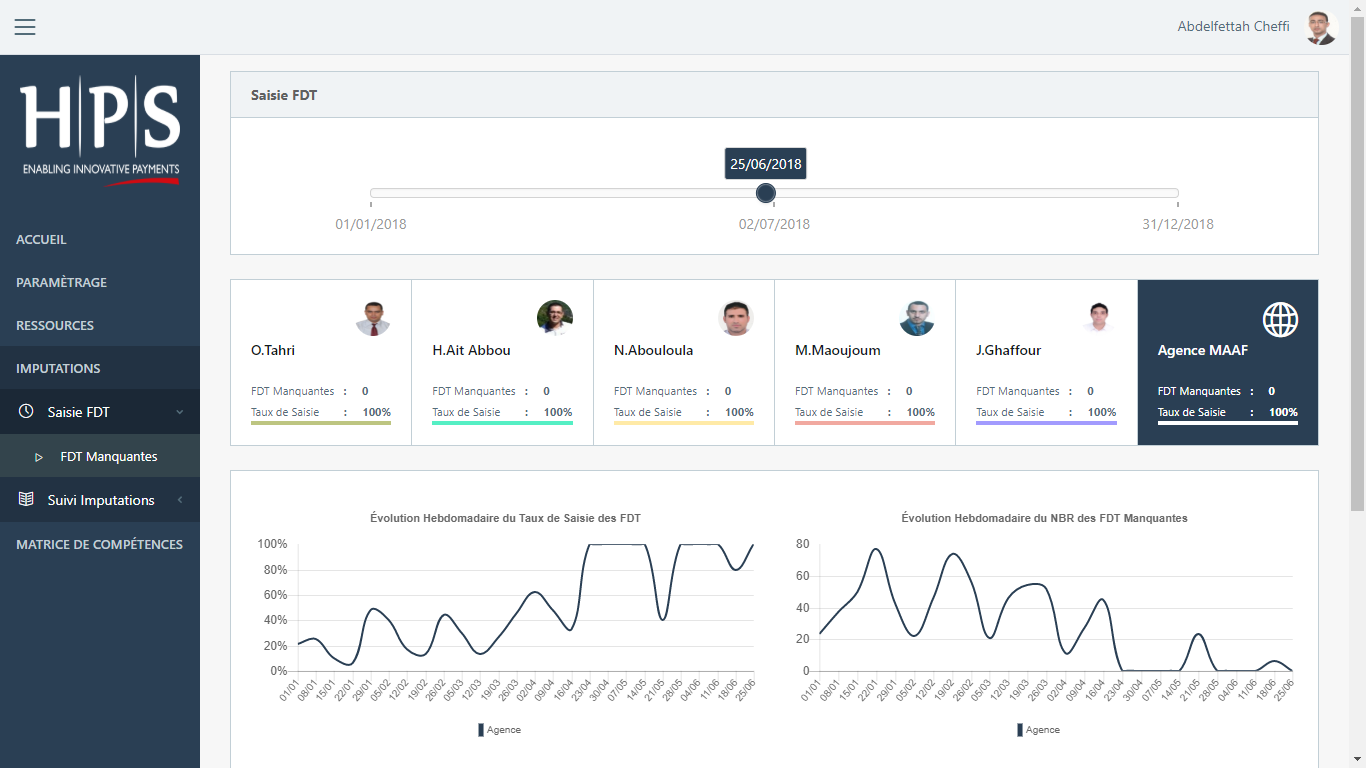 Abdelfettah Cheffi
HPS
ENABLING INNOVATIVE PAYMENTS
ACCUEIL
PARAMÈTRAGE
RESSOURCES
IMPUTATIONS
Saisie FDT
FDT Manquantes
Suivi Imputations
MATRICE DE COMPÉTENCES
Saisie FDT
25/06/2018
01/01/2018 02/07/2018 31/12/2018
O.Tahri
FDT Manquantes : 0
Taux de Saisie : 100%
H.Ait Abbou
FDT Manquantes : 0
Taux de Saisie : 100%
N.Abouloula
FDT Manquantes : 0
Taux de Saisie : 100%
M.Maoujoum
FDT Manquantes : 0
Taux de Saisie : 100%
J.Ghaffour
FDT Manquantes : 0
Taux de Saisie : 100%
Agence MAAF
FDT Manquantes : 0
Taux de Saisie : 100%
Évolution Hebdomadaire du Taux de Saisie des FDT
100%
80%
60%
40%
20%
0%
01/01 08/01 15/01 22/01 29/01 05/02 12/02 19/02 26/02 05/03 12/03 19/03 26/03 02/04 09/04 16/04 23/04 30/04 07/05 14/05 21/05 28/05 04/06 11/06 18/06 25/06
Agence
Évolution Hebdomadaire du NBR des FDT Manquantes
80
60
40
20
0
01/01 08/01 15/01 22/01 29/01 05/02 12/02 19/02 26/02 05/03 12/03 19/03 26/03 02/04 09/04 16/04 23/04 30/04 07/05 14/05 21/05 28/05 04/06 11/06 18/06 25/06
Agence